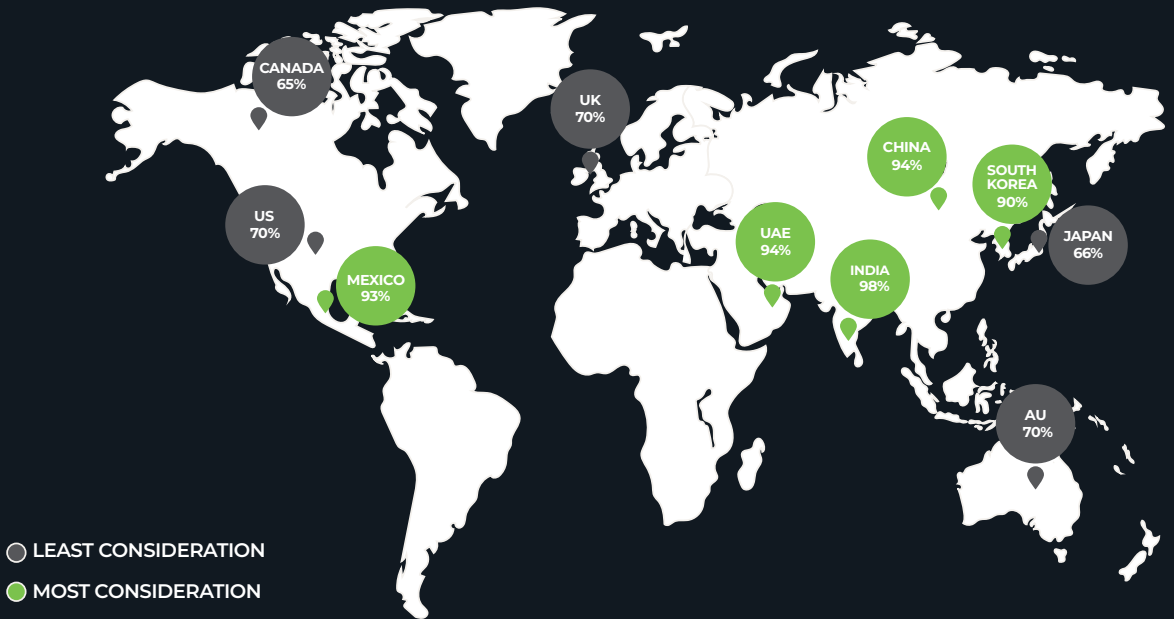 CANADA
65%
UK
70%
CHINA
94%
SOUTH
KOREA
90%
US
70%
UAE
94%
JAPAN
66%
MEXICO
93%
INDIA
98%
AU
70%
LEAST CONSIDERATION
MOST CONSIDERATION